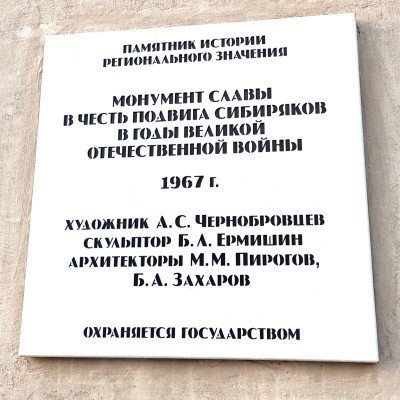 ПАМЯТНИК ИСТОРИИ
РЕГИОНАЛЬНОГО ЗНАЧЕНИЯ
МОНУМЕНТ СЛАВЫ
В ЧЕСТЬ ПОДВИГА СИБИРЯКОВ
В ГОДЫ ВЕЛИКОЙ
ОТЕЧЕСТВЕННОЙ ВОЙНЫ
1967 г.
ХУДОЖНИК А.С. ЧЕРНОБРОВЦЕВ
СКУЛЬПТОР Б.Л. ЕРМИШИН
АРХИТЕКТОРЫ М.М. ПИРОГОВ,
Б.А. ЗАХАРОВ
ОХРАНЯЕТСЯ ГОСУДАРСТВОМ